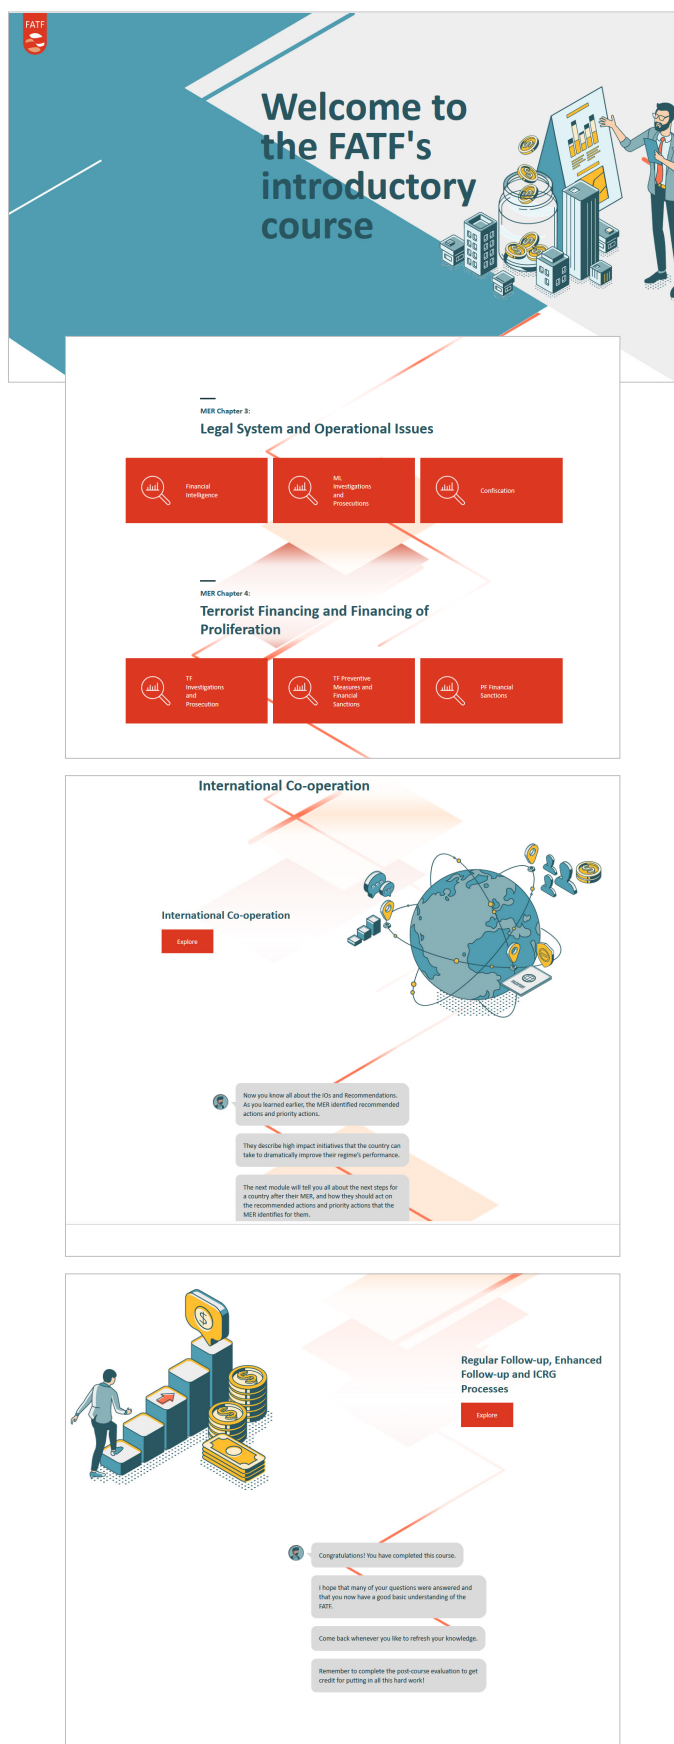 FATF
Welcome to
the FATF's
introductory
course
MER Chapter 3:
Legal System and Operational Issues
Financial
Intelligence
ML
Investigations
and
Prosecutions
Confiscation
MER Chapter 4:
Terrorist Financing and Financing of
Proliferation
TF
Investigations
and
Prosecution
TF Preventive
Measures and
Financial
Sanctions
PF Financial
Sanctions
International Co-operation
International Co-operation
Explore
Now you know all about the IOs and Recommendations.
As you learned earlier, the MER identified recommended
actions and priority actions.
They describe high impact initiatives that the country can
take to dramatically improve their regime's performance.
The next module will tell you all about the next steps for
a country after their MER, and how they should act on
the recommended actions and priority actions that the
MER identifies for them.
Regular Follow-up, Enhanced
Follow-up and ICRG
Processes
Explore
Congratulations! You have completed this course.
I hope that many of your questions were answered and
that you now have a good basic understanding of the
FATF.
Come back whenever you like to refresh your knowledge.
Remember to complete the post-course evaluation to get
credit for putting in all this hard work!